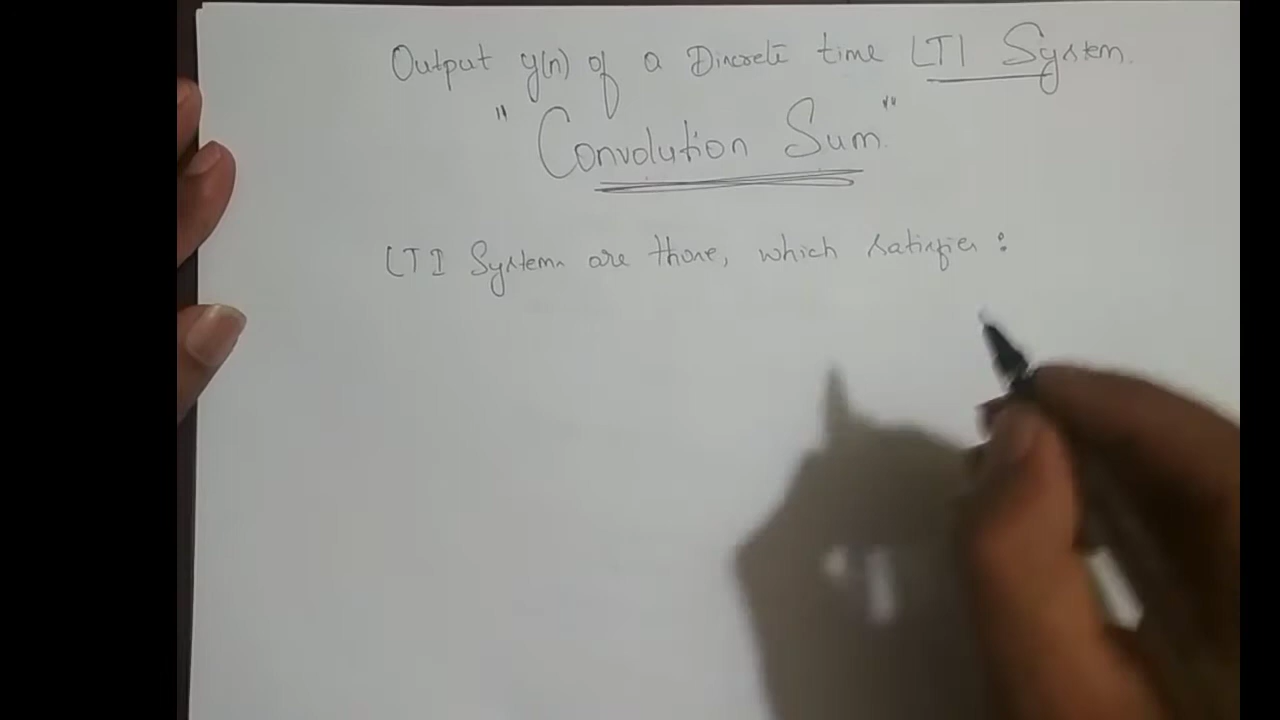 Output y(n) of a Discrete time LTI System.
"Convolution Sum"
LTI Systems are those, which satisfies :